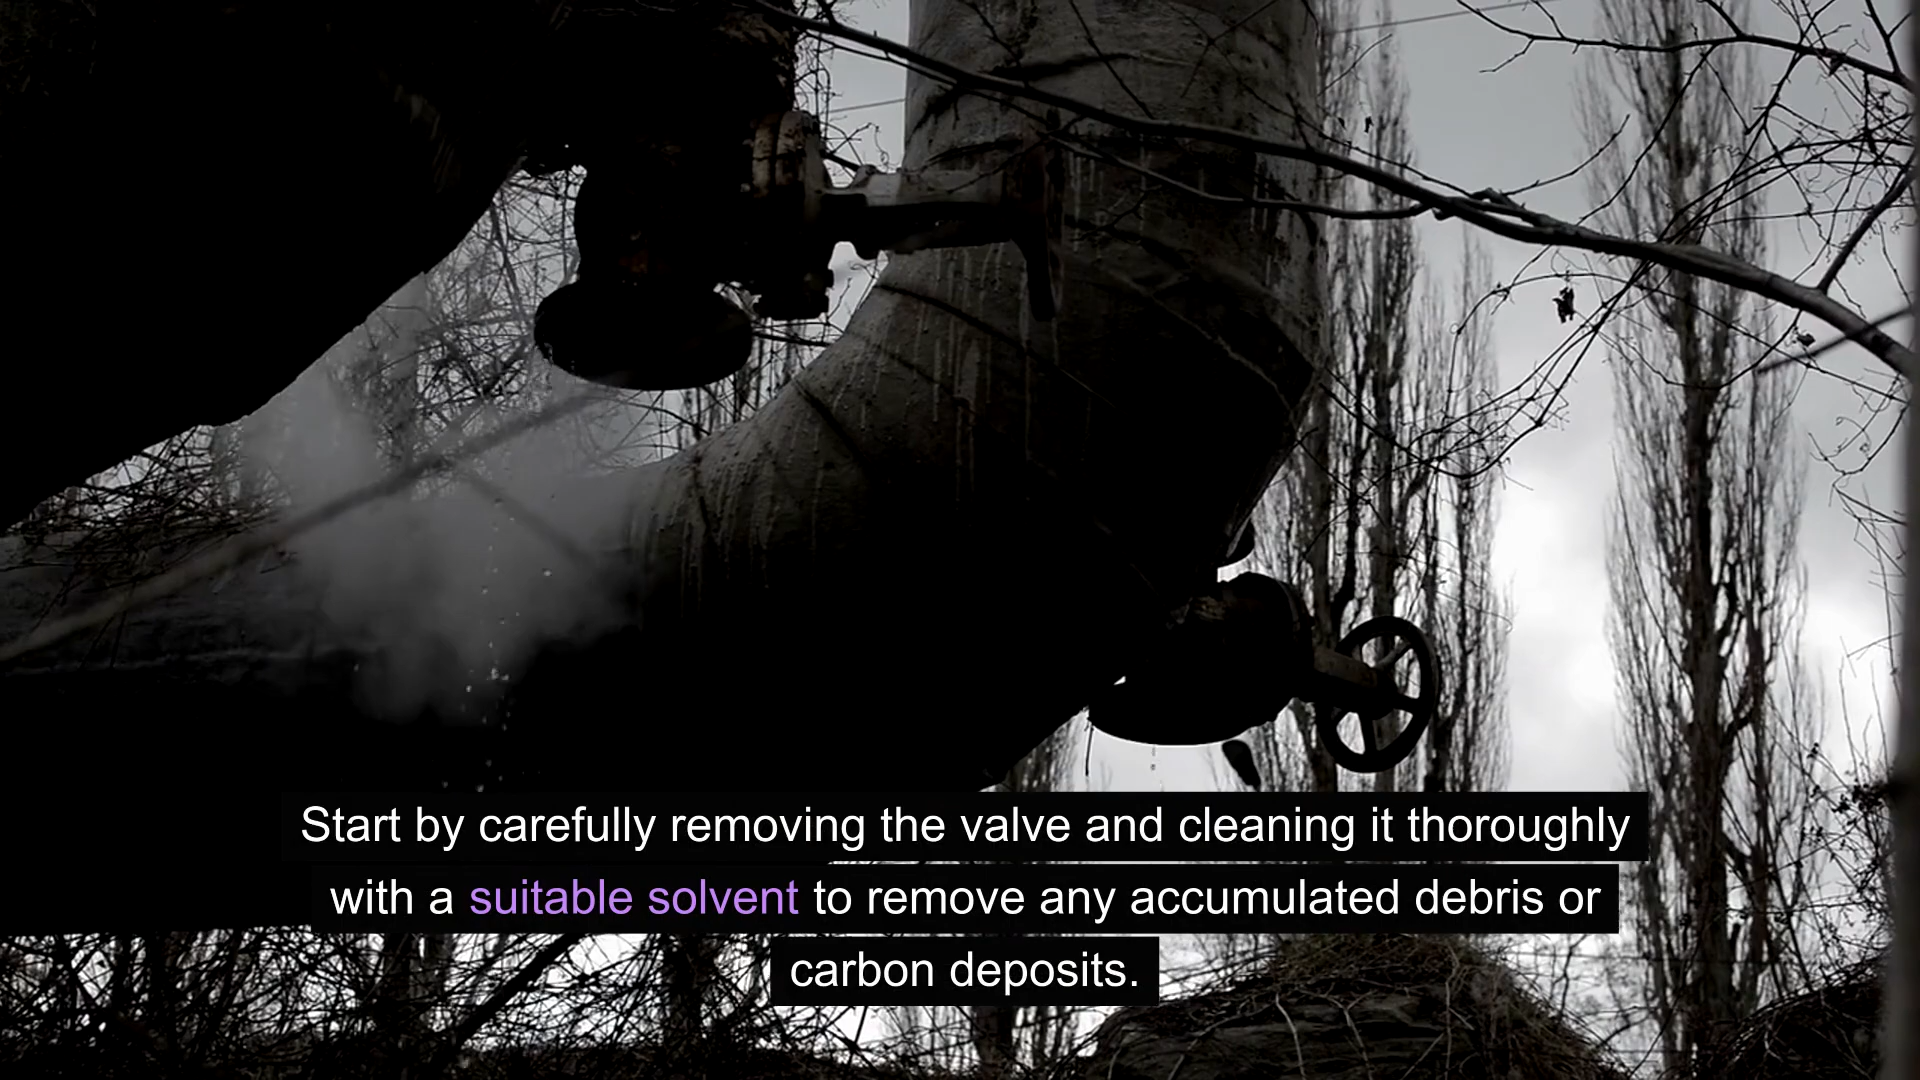 Start by carefully removing the valve and cleaning it thoroughly
with a suitable solvent to remove any accumulated debris or
carbon deposits.